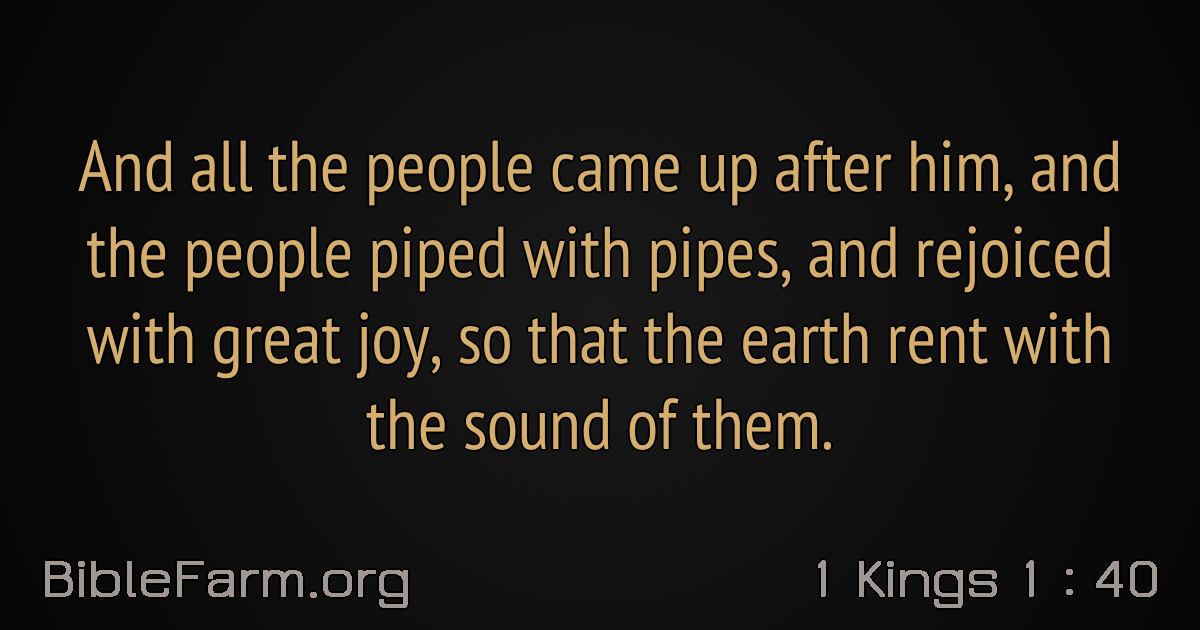 And all the people came up after him, and
the people piped with pipes, and rejoiced
with great joy, so that the earth rent with
the sound of them.
BibleFarm.org
1 Kings 1 : 40